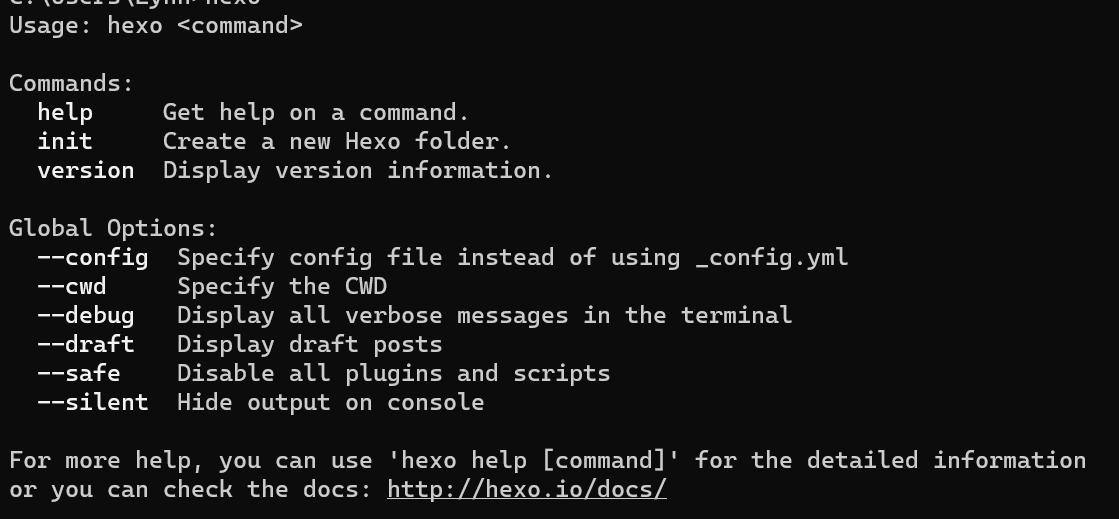 C:\Users\Lynn>hexo
Usage: hexo <command>
Commands:
help Get help on a command.
init Create a new Hexo folder.
version Display version information.
Global Options:
--config Specify config file instead of using _config.yml
--cwd Specify the CWD
--debug Display all verbose messages in the terminal
--draft Display draft posts
--safe Disable all plugins and scripts
--silent Hide output on console
For more help, you can use 'hexo help [command]' for the detailed information
or you can check the docs: http://hexo.io/docs/